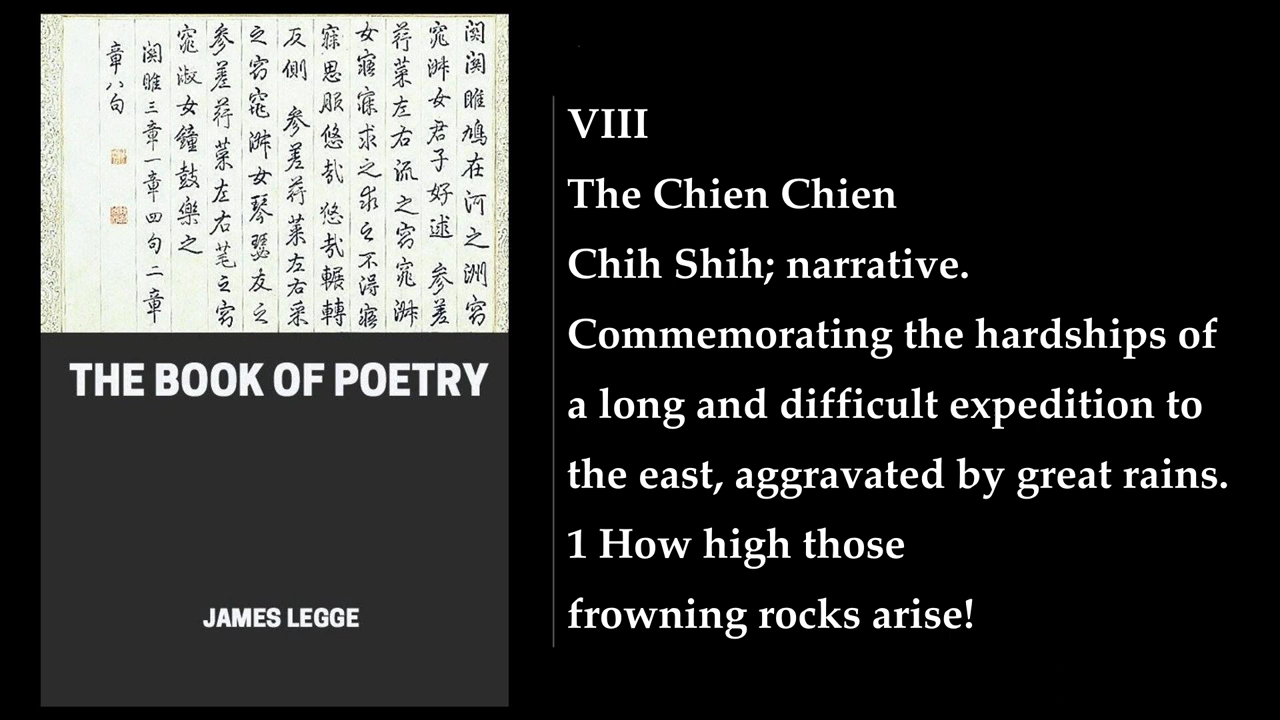 關關雎鳩在河之洲窈
窕淑女君子好逑 參差
荇菜左右流之窈窕淑
女寤寐求之求之不得寤
寐思服悠哉悠哉輾轉
反側 參差荇菜左右采
之窈窕淑女琴瑟友之
參差荇菜左右芼之窈
窕淑女鐘鼓樂之
關雎三章一章四句二章
章八句
THE BOOK OF POETRY
JAMES LEGGE
VIII
The Chien Chien
Chih Shih; narrative.
Commemorating the hardships of
a long and difficult expedition to
the east, aggravated by great rains.
1 How high those
frowning rocks arise!